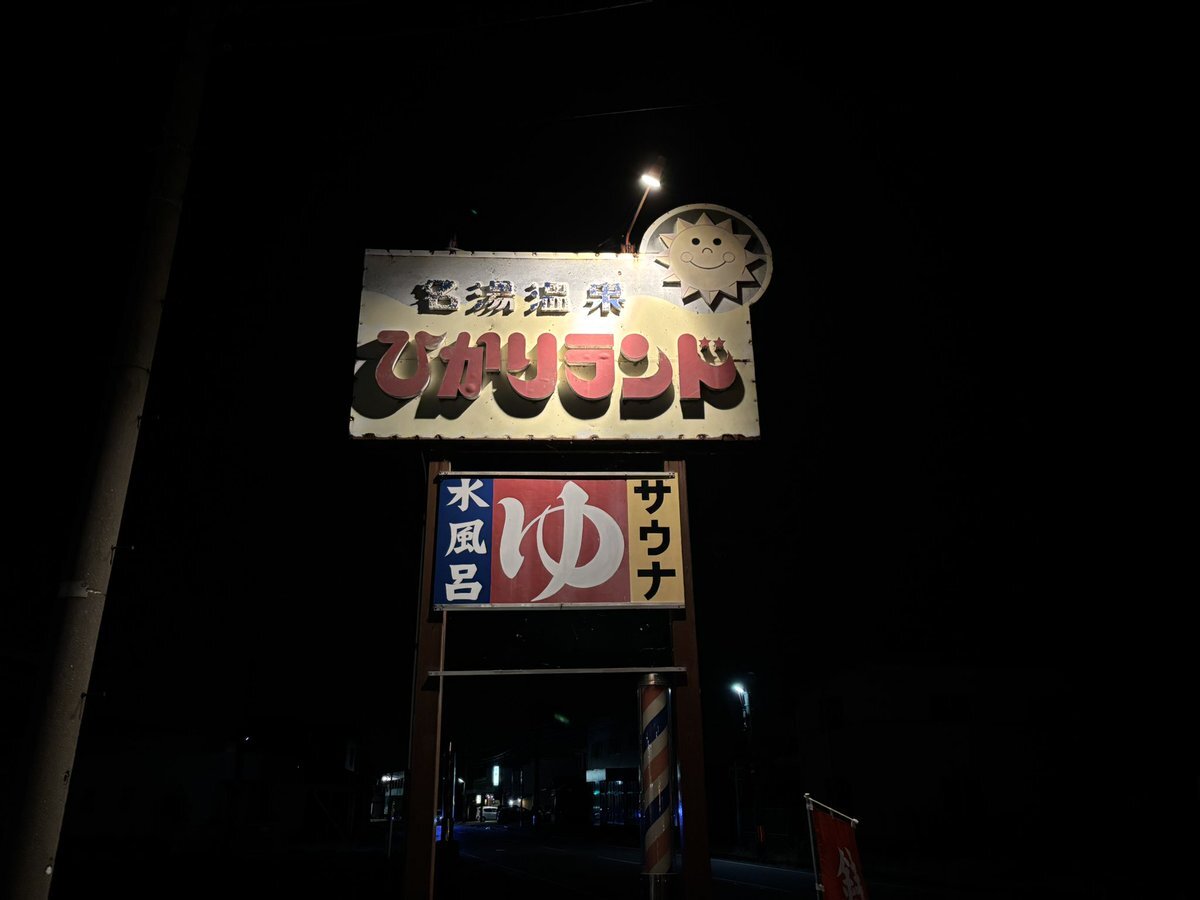 名湯温泉
ひかりランド
水風呂
ゆ
サウナ